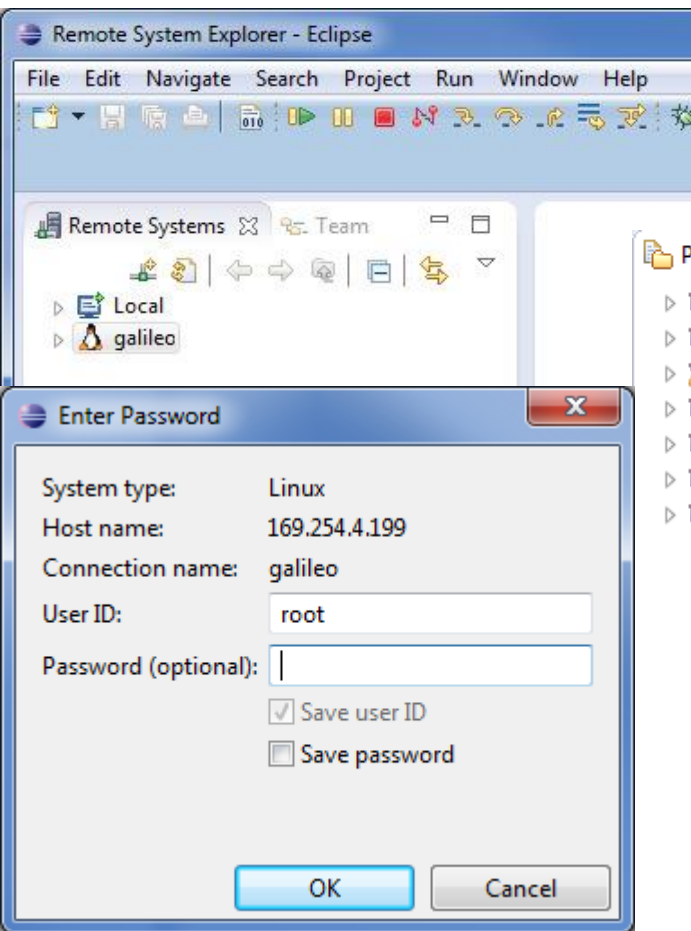 Remote System Explorer - Eclipse
File Edit Navigate Search Project Run Window Help
010
Remote Systems Team
P
Local
galileo
Enter Password
System type: Linux
Host name: 169.254.4.199
Connection name: galileo
User ID: root
Password (optional):
Save user ID
Save password
OK Cancel